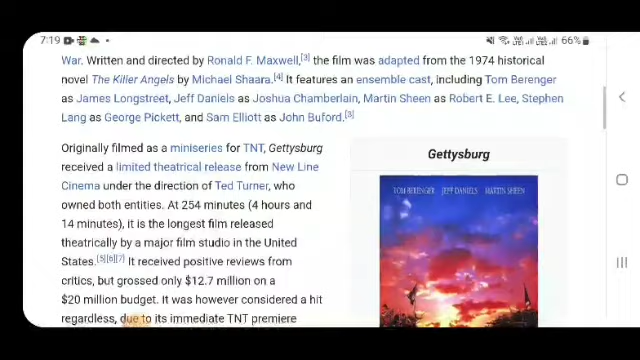 7:19
66%
War. Written and directed by Ronald F. Maxwell,[3] the film was adapted from the 1974 historical
novel The Killer Angels by Michael Shaara.[4] It features an ensemble cast, including Tom Berenger
as James Longstreet, Jeff Daniels as Joshua Chamberlain, Martin Sheen as Robert E. Lee, Stephen
Lang as George Pickett, and Sam Elliott as John Buford.[3]
Originally filmed as a miniseries for TNT, Gettysburg
received a limited theatrical release from New Line
Cinema under the direction of Ted Turner, who
owned both entities. At 254 minutes (4 hours and
14 minutes), it is the longest film released
theatrically by a major film studio in the United
States.[5][6][7] It received positive reviews from
critics, but grossed only $12.7 million on a
$20 million budget. It was however considered a hit
regardless, due to its immediate TNT premiere
Gettysburg
TOM BERENGER JEFF DANIELS MARTIN SHEEN